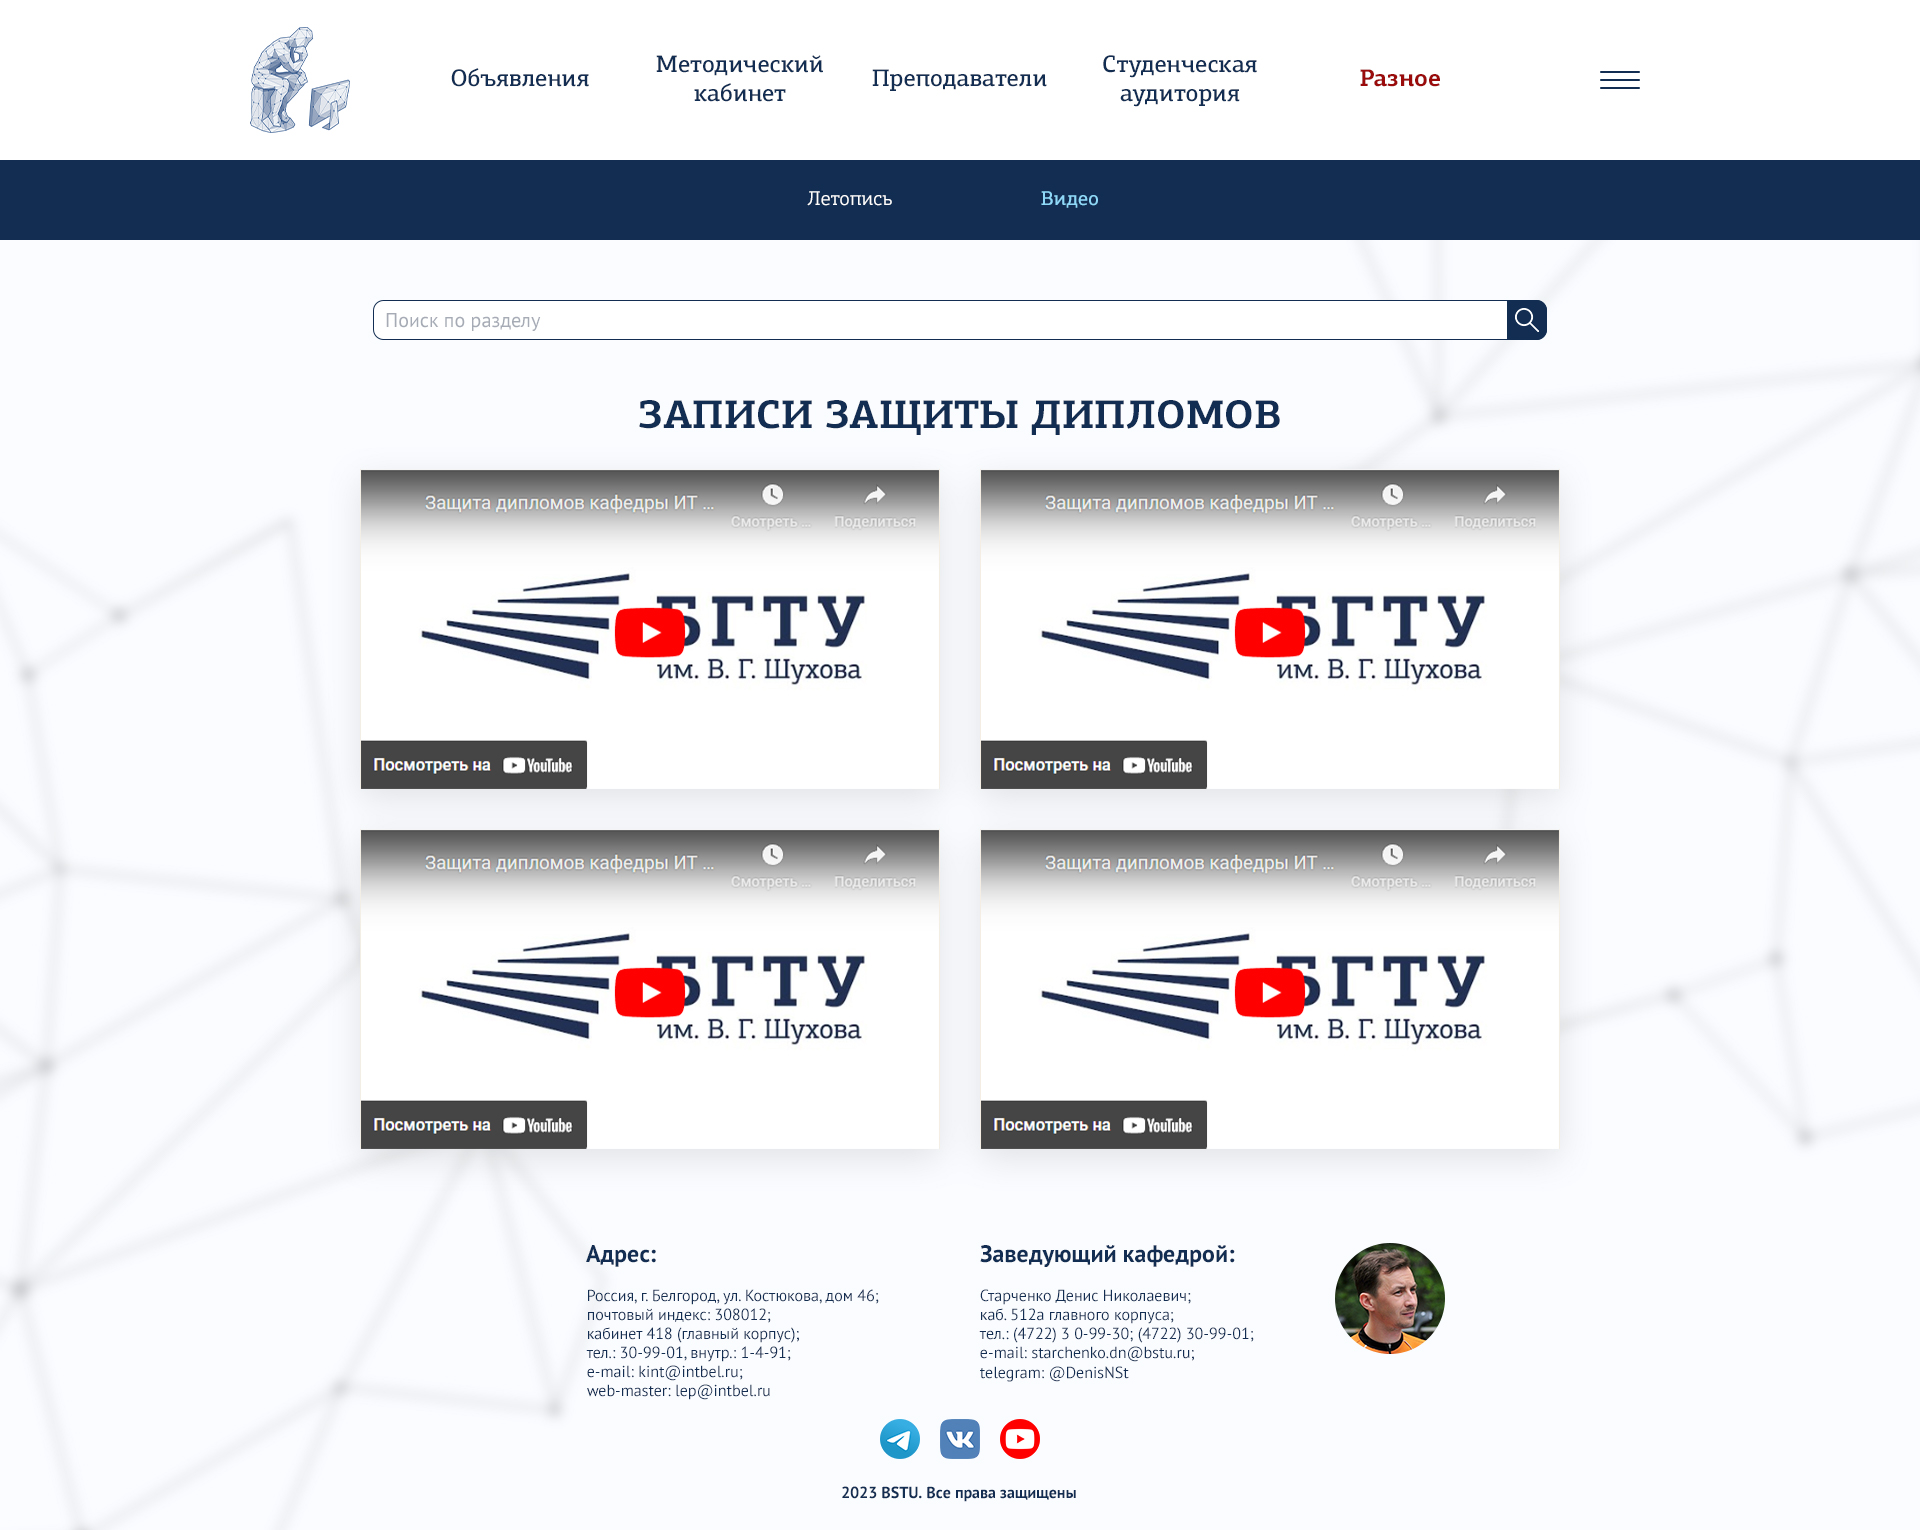 Объявления
Методический
кабинет
Преподаватели
Студенческая
аудитория
Разное
Летопись
Видео
Поиск по разделу
ЗАПИСИ ЗАЩИТЫ ДИПЛОМОВ
Защита дипломов кафедры ИТ ...
Смотреть ...
Поделиться
БГТУ
им. В. Г. Шухова
Посмотреть на YouTube
Защита дипломов кафедры ИТ ...
Смотреть ...
Поделиться
БГТУ
им. В. Г. Шухова
Посмотреть на YouTube
Защита дипломов кафедры ИТ ...
Смотреть ...
Поделиться
БГТУ
им. В. Г. Шухова
Посмотреть на YouTube
Защита дипломов кафедры ИТ ...
Смотреть ...
Поделиться
БГТУ
им. В. Г. Шухова
Посмотреть на YouTube
Адрес:
Россия, г. Белгород, ул. Костюкова, дом 46;
почтовый индекс: 308012;
кабинет 418 (главный корпус);
тел.: 30-99-01, внутр.: 1-4-91;
e-mail: kint@intbel.ru;
web-master: lep@intbel.ru
Заведующий кафедрой:
Старченко Денис Николаевич;
каб. 512а главного корпуса;
тел.: (4722) 3 0-99-30; (4722) 30-99-01;
e-mail: starchenko.dn@bstu.ru;
telegram: @DenisNSt
2023 BSTU. Все права защищены